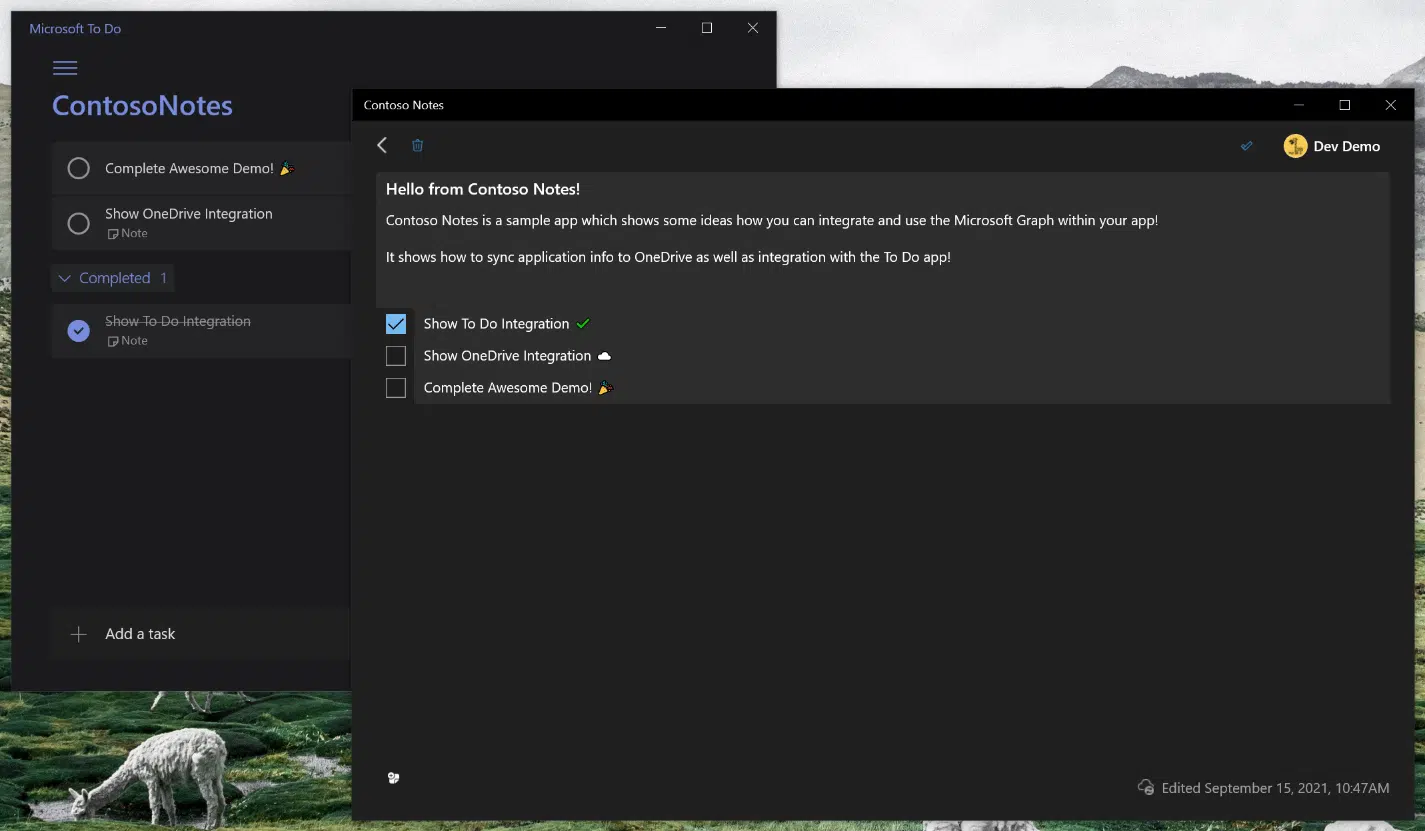 Microsoft To Do
ContosoNotes
Complete Awesome Demo! 🎉
Show OneDrive Integration
Note
Completed 1
Show To Do Integration
Note
Add a task
Contoso Notes
Dev Demo
Hello from Contoso Notes!
Contoso Notes is a sample app which shows some ideas how you can integrate and use the Microsoft Graph within your app!
It shows how to sync application info to OneDrive as well as integration with the To Do app!
Show To Do Integration ✔
Show OneDrive Integration ☁
Complete Awesome Demo! 🎉
Edited September 15, 2021, 10:47AM